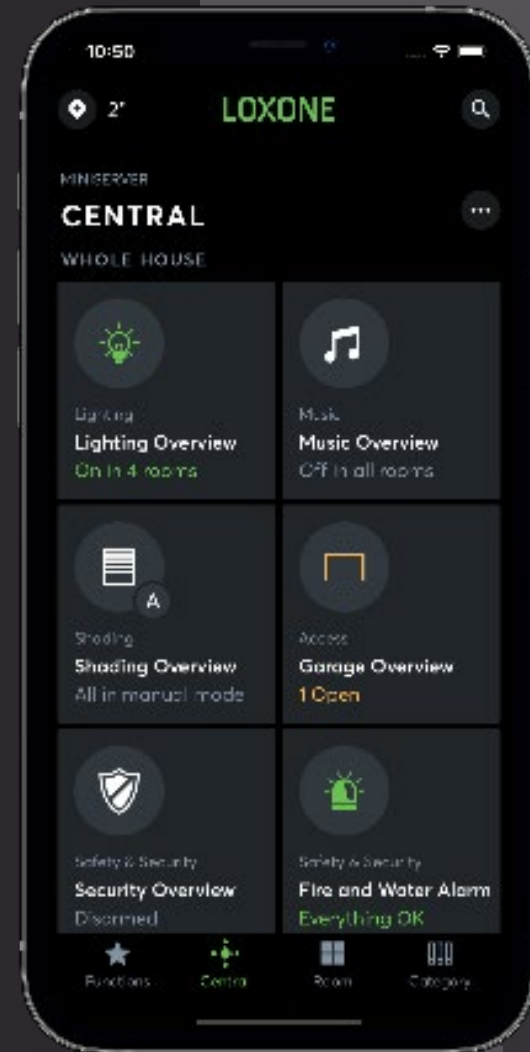 10:50
2°
LOXONE
MINISERVER
CENTRAL
WHOLE HOUSE
Lighting
Lighting Overview
On in 4 rooms
Music
Music Overview
Off in all rooms
A
Shading
Shading Overview
All in manual mode
Access
Garage Overview
1 Open
Safety & Security
Security Overview
Disarmed
Safety & Security
Fire and Water Alarm
Everything OK
Functions
Central
Room
Category